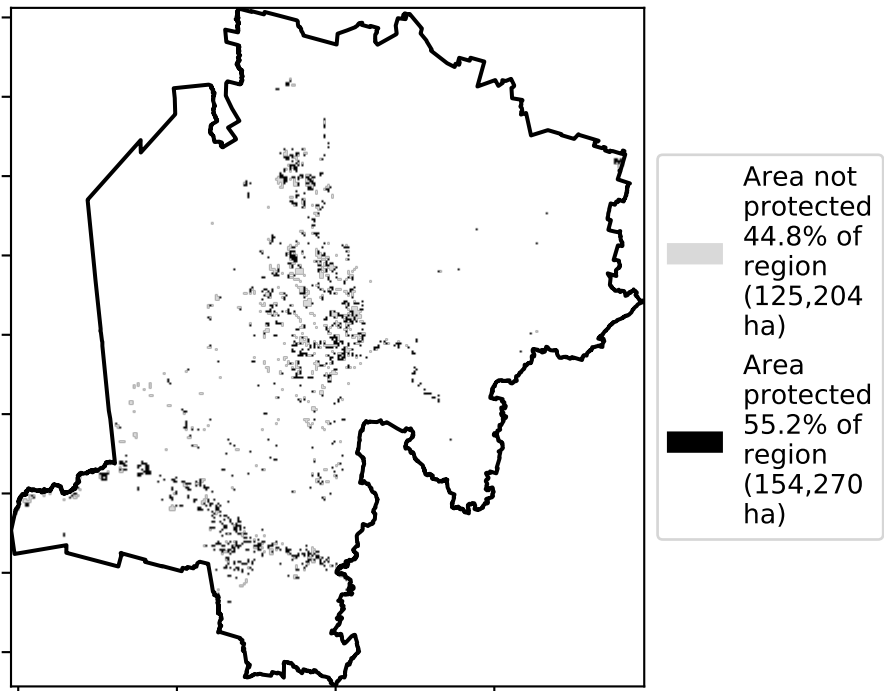 Area not
protected
44.8% of
region
(125,204
ha)
Area
protected
55.2% of
region
(154,270
ha)